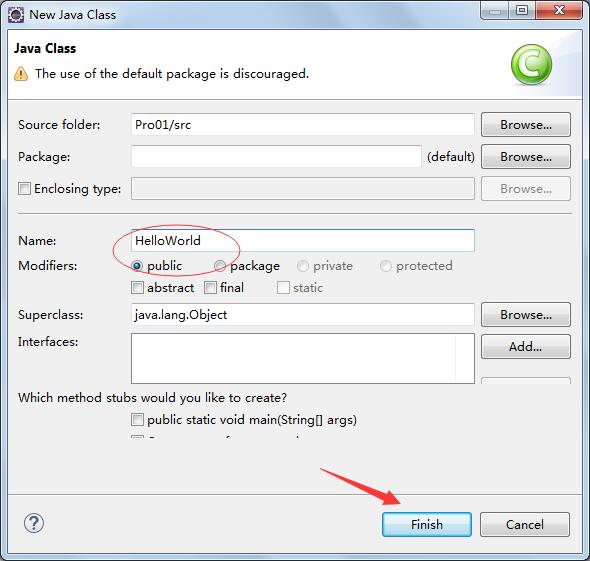 New Java Class
Java Class
The use of the default package is discouraged.
Source folder: Pro01/src Browse...
Package: (default) Browse...
Enclosing type: Browse...
Name: HelloWorld
Modifiers: public package private protected
abstract final static
Superclass: java.lang.Object Browse...
Interfaces: Add...
Which method stubs would you like to create?
public static void main(String[] args)
? Finish Cancel